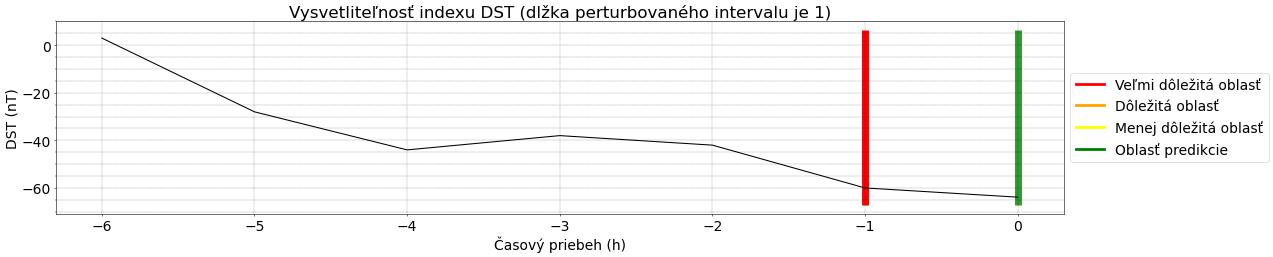 Vysvetliteľnosť indexu DST (dĺžka perturbovaného intervalu je 1)
DST (nT)
0
−20
−40
−60
−6
−5
−4
−3
−2
−1
0
Časový priebeh (h)
Veľmi dôležitá oblasť
Dôležitá oblasť
Menej dôležitá oblasť
Oblasť predikcie